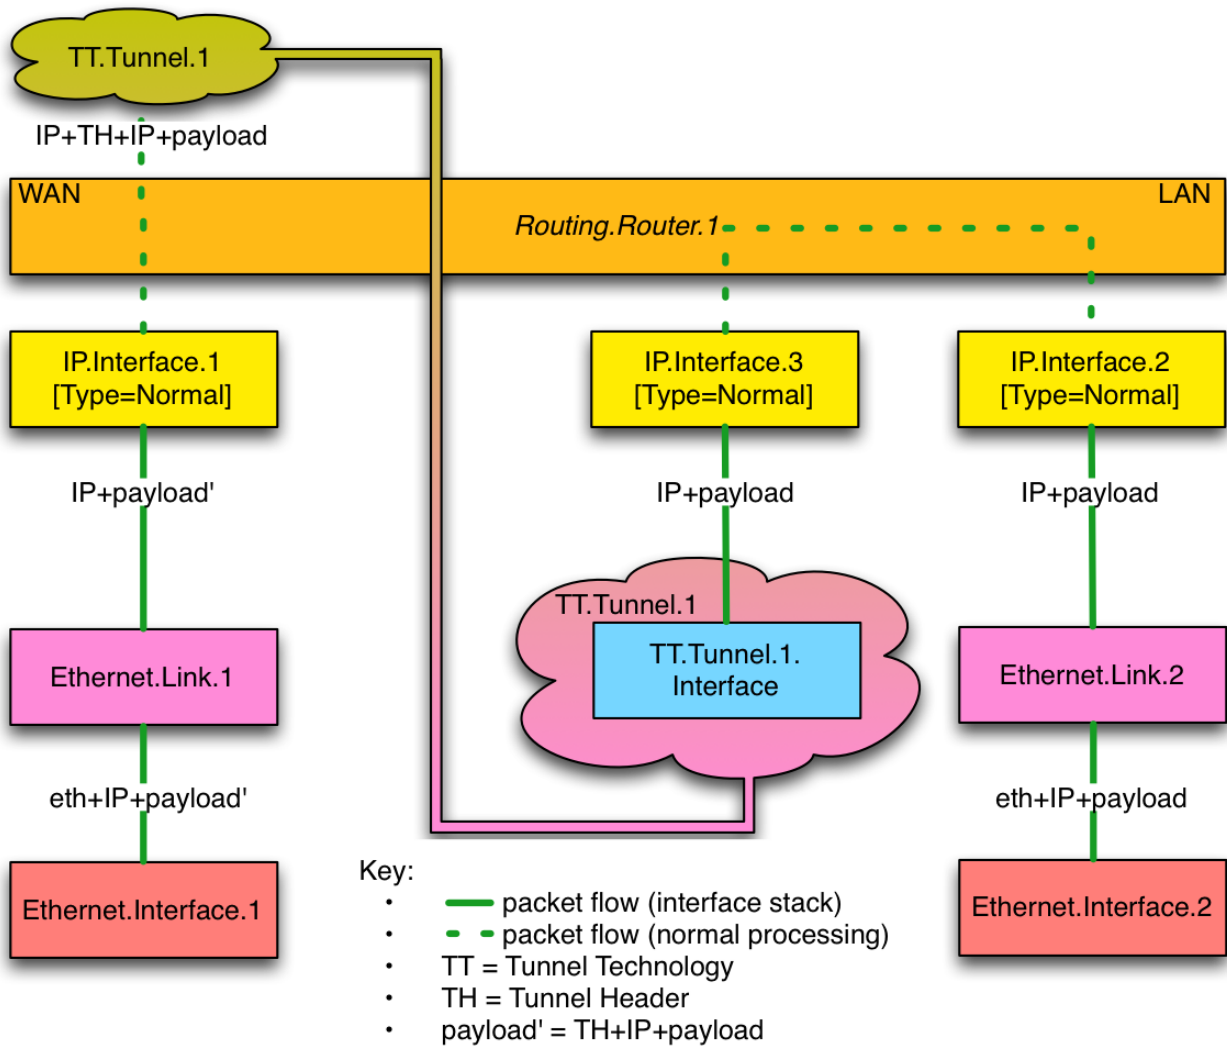 TT.Tunnel.1
IP+TH+IP+payload
WAN
LAN
Routing.Router.1
IP.Interface.1
[Type=Normal]
IP.Interface.3
[Type=Normal]
IP.Interface.2
[Type=Normal]
IP+payload'
IP+payload
IP+payload
TT.Tunnel.1
TT.Tunnel.1.
Interface
Ethernet.Link.1
Ethernet.Link.2
eth+IP+payload'
eth+IP+payload
Ethernet.Interface.1
Ethernet.Interface.2
Key:
• packet flow (interface stack)
• packet flow (normal processing)
• TT = Tunnel Technology
• TH = Tunnel Header
• payload' = TH+IP+payload